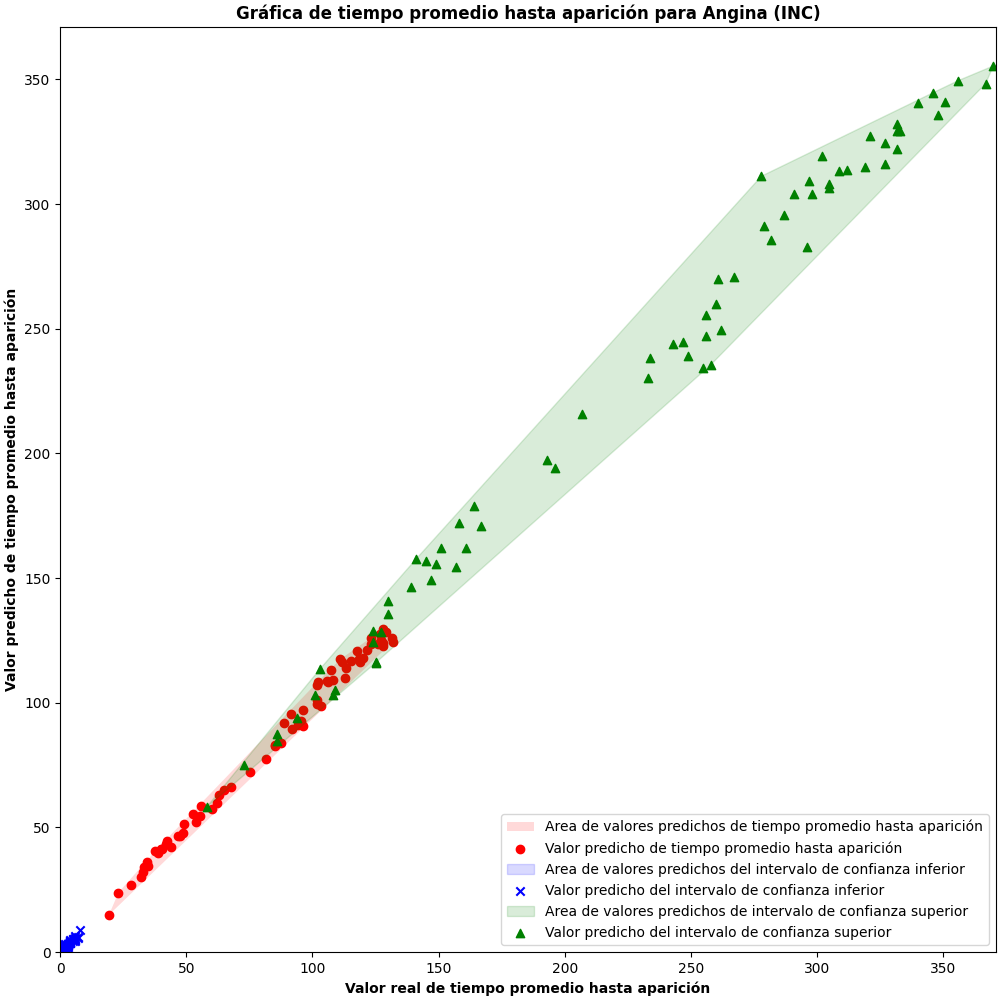 Gráfica de tiempo promedio hasta aparición para Angina (INC)
Valor predicho de tiempo promedio hasta aparición
350
300
250
200
150
100
50
0
0 50 100 150 200 250 300 350
Valor real de tiempo promedio hasta aparición
Area de valores predichos de tiempo promedio hasta aparición
Valor predicho de tiempo promedio hasta aparición
Area de valores predichos del intervalo de confianza inferior
Valor predicho del intervalo de confianza inferior
Area de valores predichos de intervalo de confianza superior
Valor predicho del intervalo de confianza superior